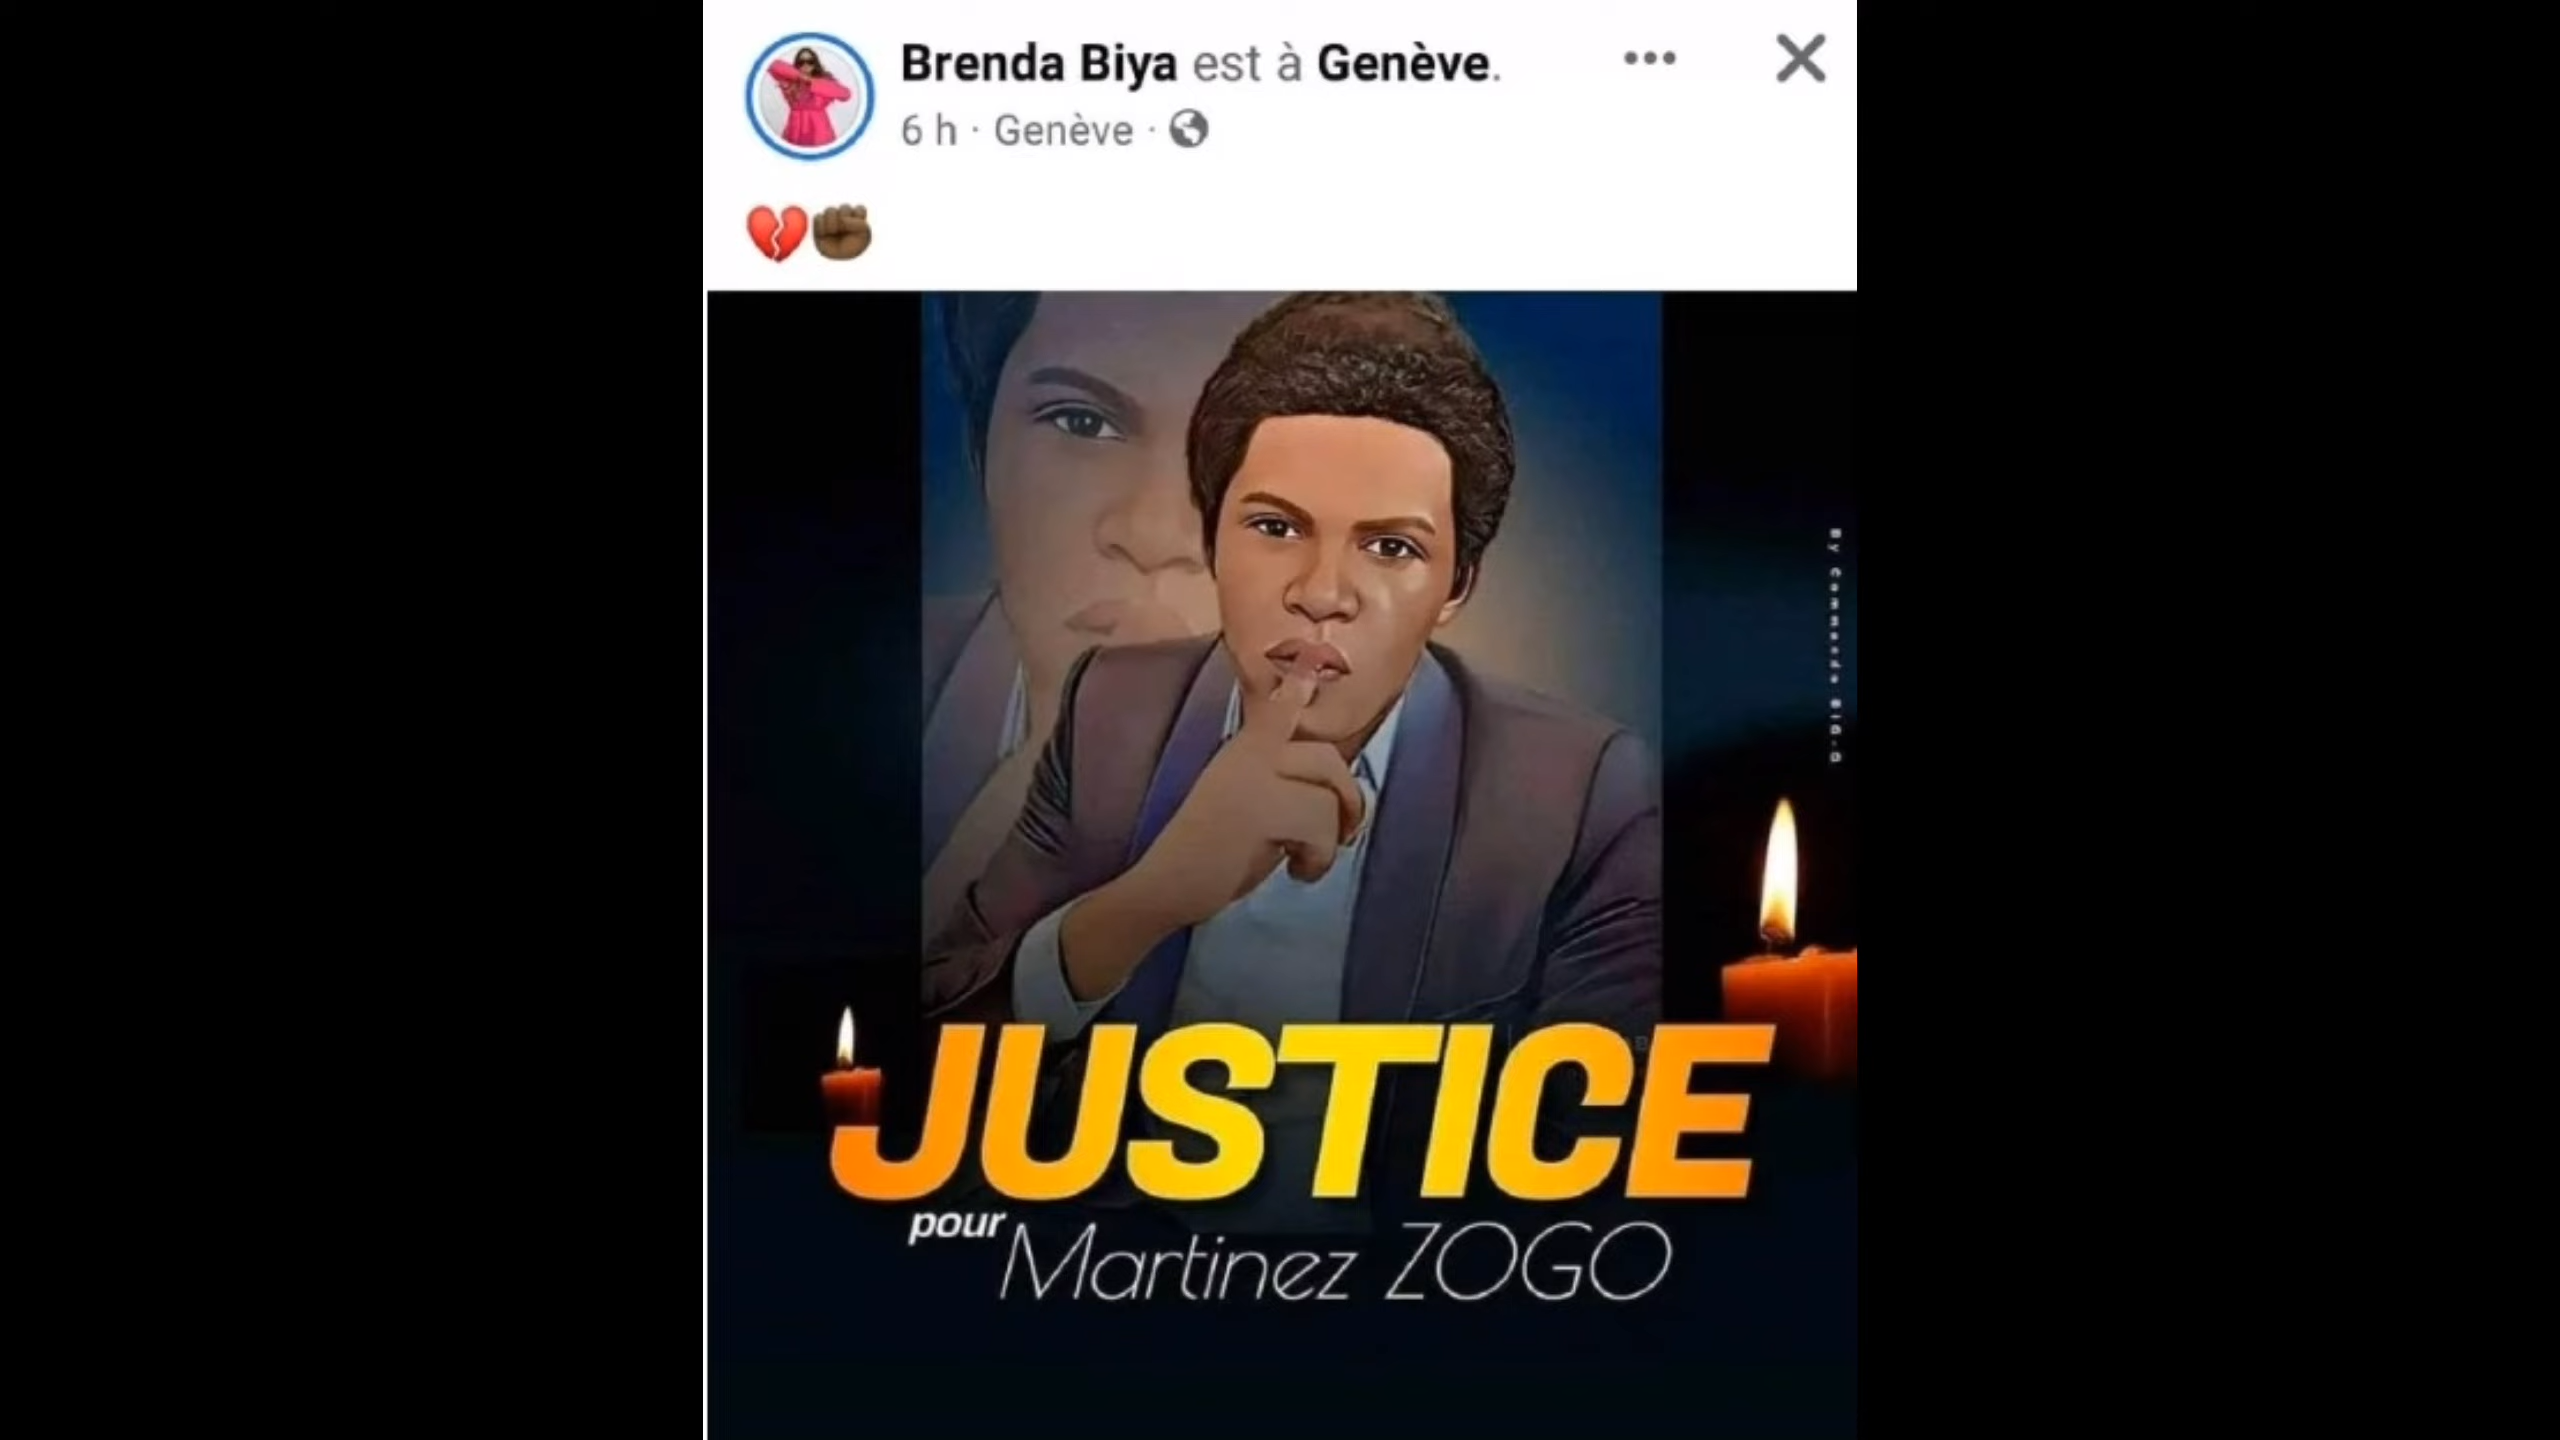 Brenda Biya est à Genève.
6 h · Genève ·
💔✊🏾
JUSTICE
pour Martinez ZOGO